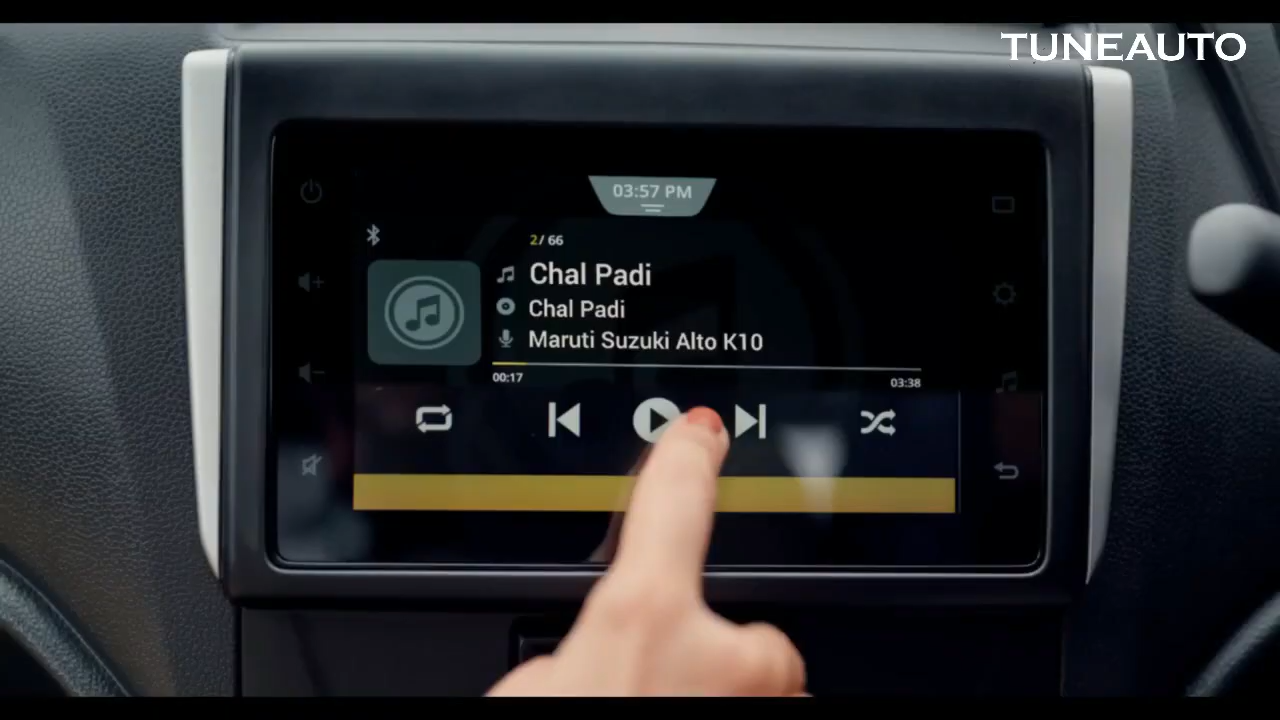 TUNEAUTO
03:57 PM
2/ 66
Chal Padi
Chal Padi
Maruti Suzuki Alto K10
00:17
03:38